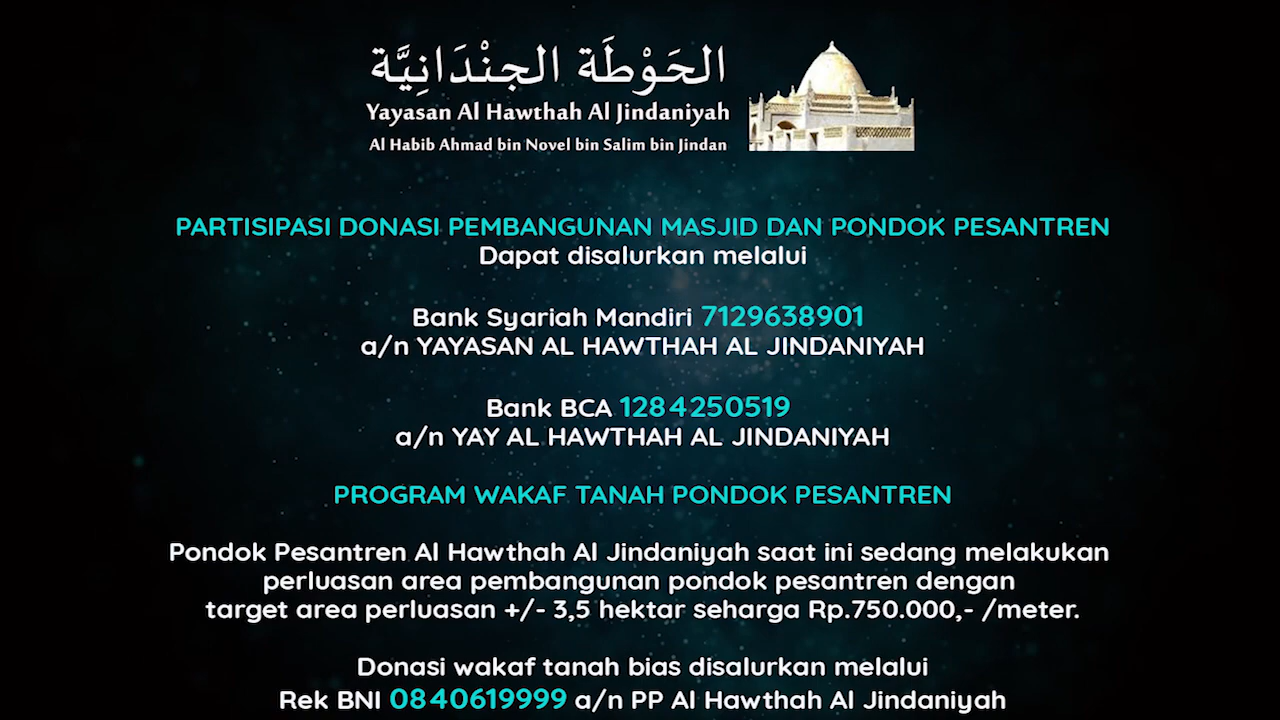 الحَوْطَة الجِنْدَانِيَّة
Yayasan Al Hawthah Al Jindaniyah
Al Habib Ahmad bin Novel bin Salim bin Jindan
PARTISIPASI DONASI PEMBANGUNAN MASJID DAN PONDOK PESANTREN
Dapat disalurkan melalui
Bank Syariah Mandiri 7129638901
a/n YAYASAN AL HAWTHAH AL JINDANIYAH
Bank BCA 1284250519
a/n YAY AL HAWTHAH AL JINDANIYAH
PROGRAM WAKAF TANAH PONDOK PESANTREN
Pondok Pesantren Al Hawthah Al Jindaniyah saat ini sedang melakukan
perluasan area pembangunan pondok pesantren dengan
target area perluasan +/- 3,5 hektar seharga Rp.750.000,- /meter.
Donasi wakaf tanah bias disalurkan melalui
Rek BNI 0840619999 a/n PP Al Hawthah Al Jindaniyah